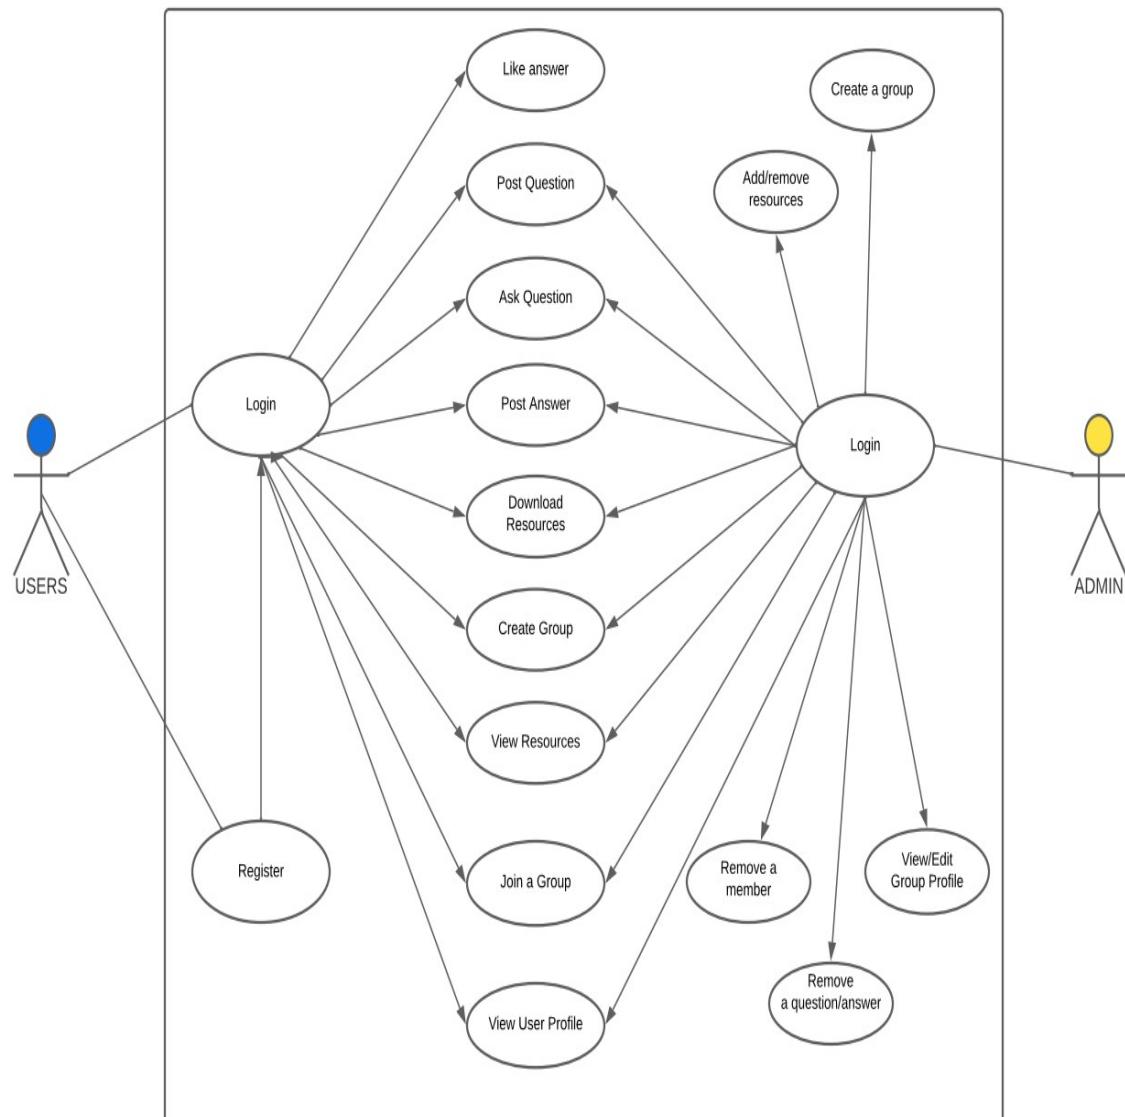 Like answer
Create a group
Post Question
Add/remove
resources
Ask Question
Login
Post Answer
Login
Download
Resources
USERS
ADMIN
Create Group
View Resources
Register
Join a Group
Remove a
member
View/Edit
Group Profile
Remove
a question/answer
View User Profile